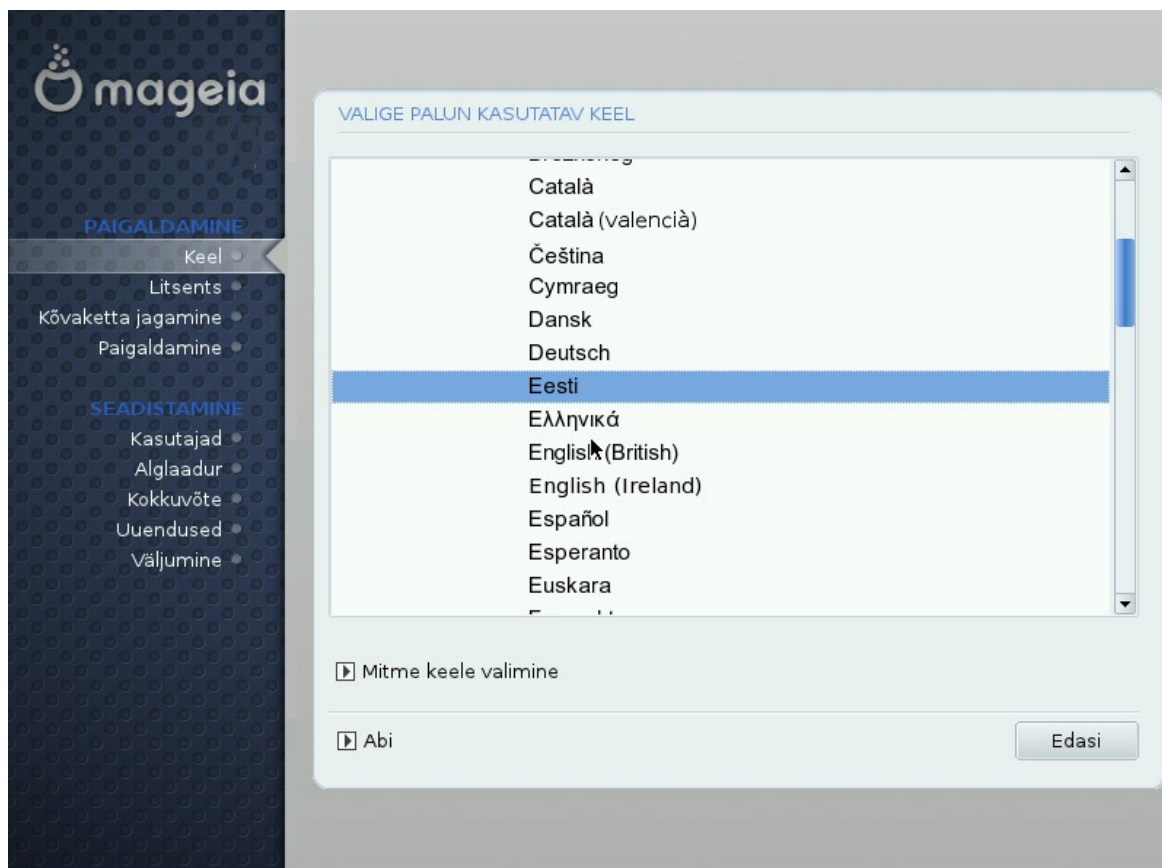 mageia
PAIGALDAMINE
Keel
Litsents
Kõvaketta jagamine
Paigaldamine
SEADISTAMINE
Kasutajad
Alglaadur
Kokkuvõte
Uuendused
Väljumine
VALIGE PALUN KASUTATAV KEEL
Català
Català (valencià)
Čeština
Cymraeg
Dansk
Deutsch
Eesti
Ελληνικά
English (British)
English (Ireland)
Español
Esperanto
Euskara
Mitme keele valimine
Abi
Edasi